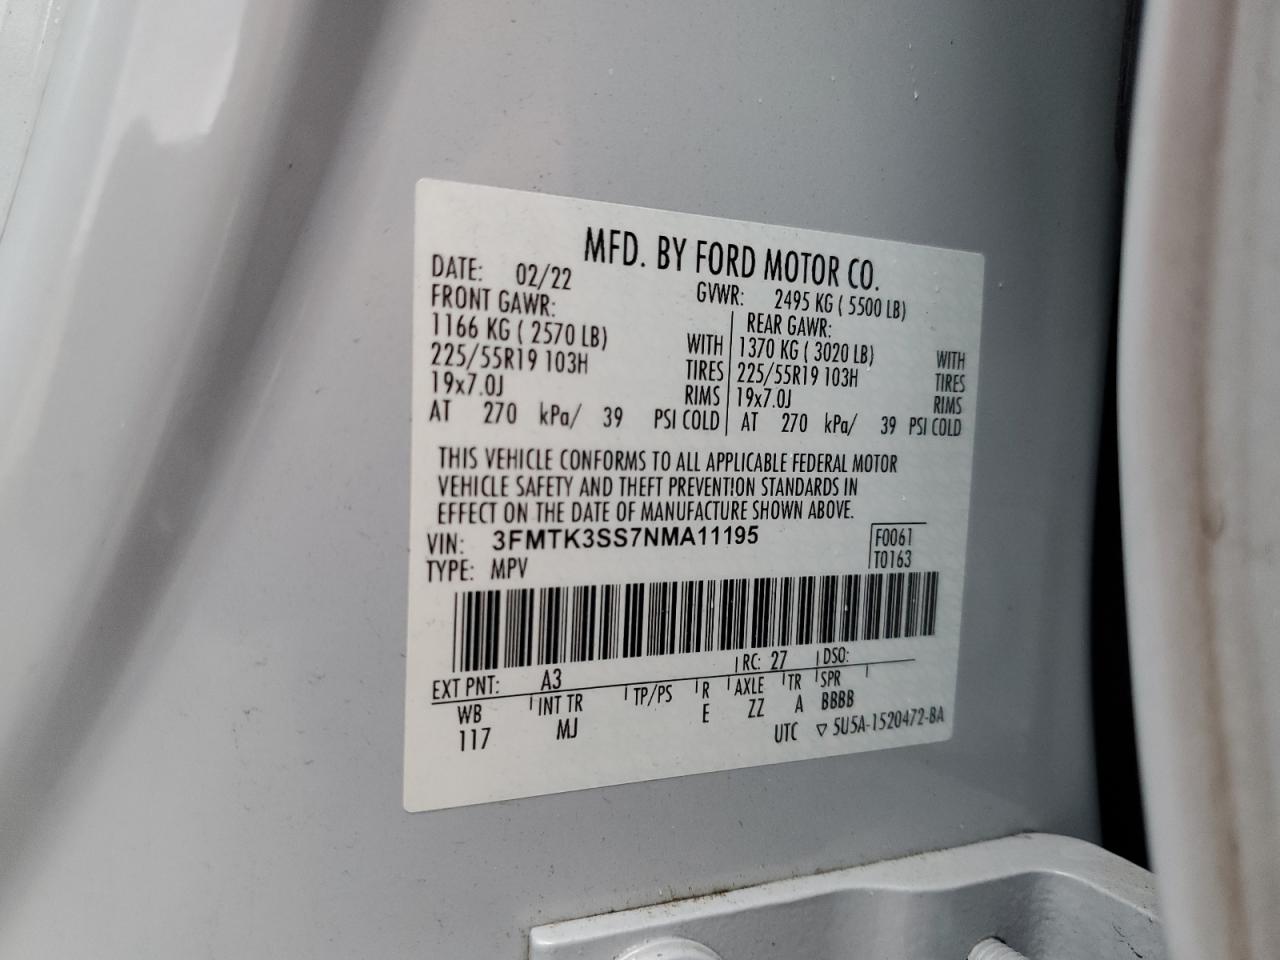 MFD. BY FORD MOTOR CO.
DATE: 02/22 GVWR: 2495 KG ( 5500 LB)
FRONT GAWR: REAR GAWR:
1166 KG ( 2570 LB) WITH 1370 KG ( 3020 LB) WITH
225/55R19 103H TIRES 225/55R19 103H TIRES
19x7.0J RIMS 19x7.0J RIMS
AT 270 kPa/ 39 PSI COLD AT 270 kPa/ 39 PSI COLD
THIS VEHICLE CONFORMS TO ALL APPLICABLE FEDERAL MOTOR
VEHICLE SAFETY AND THEFT PREVENTION STANDARDS IN
EFFECT ON THE DATE OF MANUFACTURE SHOWN ABOVE.
VIN: 3FMTK3SS7NMA11195 F0061
TYPE: MPV T0163
EXT PNT: A3 RC: 27 DSO:
WB INT TR TP/PS R AXLE TR SPR
117 MJ E ZZ A BBBB
UTC ▽ 5U5A-1520472-BA